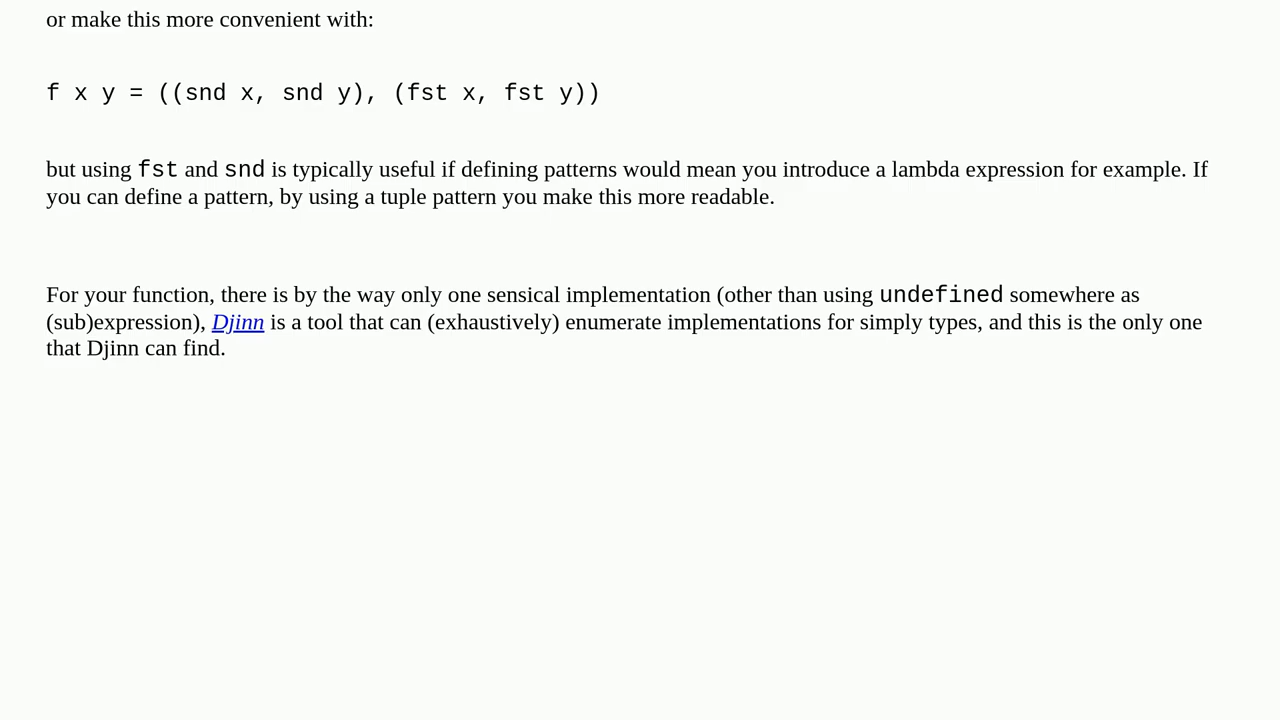 or make this more convenient with:
f x y = ((snd x, snd y), (fst x, fst y))
but using fst and snd is typically useful if defining patterns would mean you introduce a lambda expression for example. If
you can define a pattern, by using a tuple pattern you make this more readable.
For your function, there is by the way only one sensical implementation (other than using undefined somewhere as
(sub)expression), Djinn is a tool that can (exhaustively) enumerate implementations for simply types, and this is the only one
that Djinn can find.